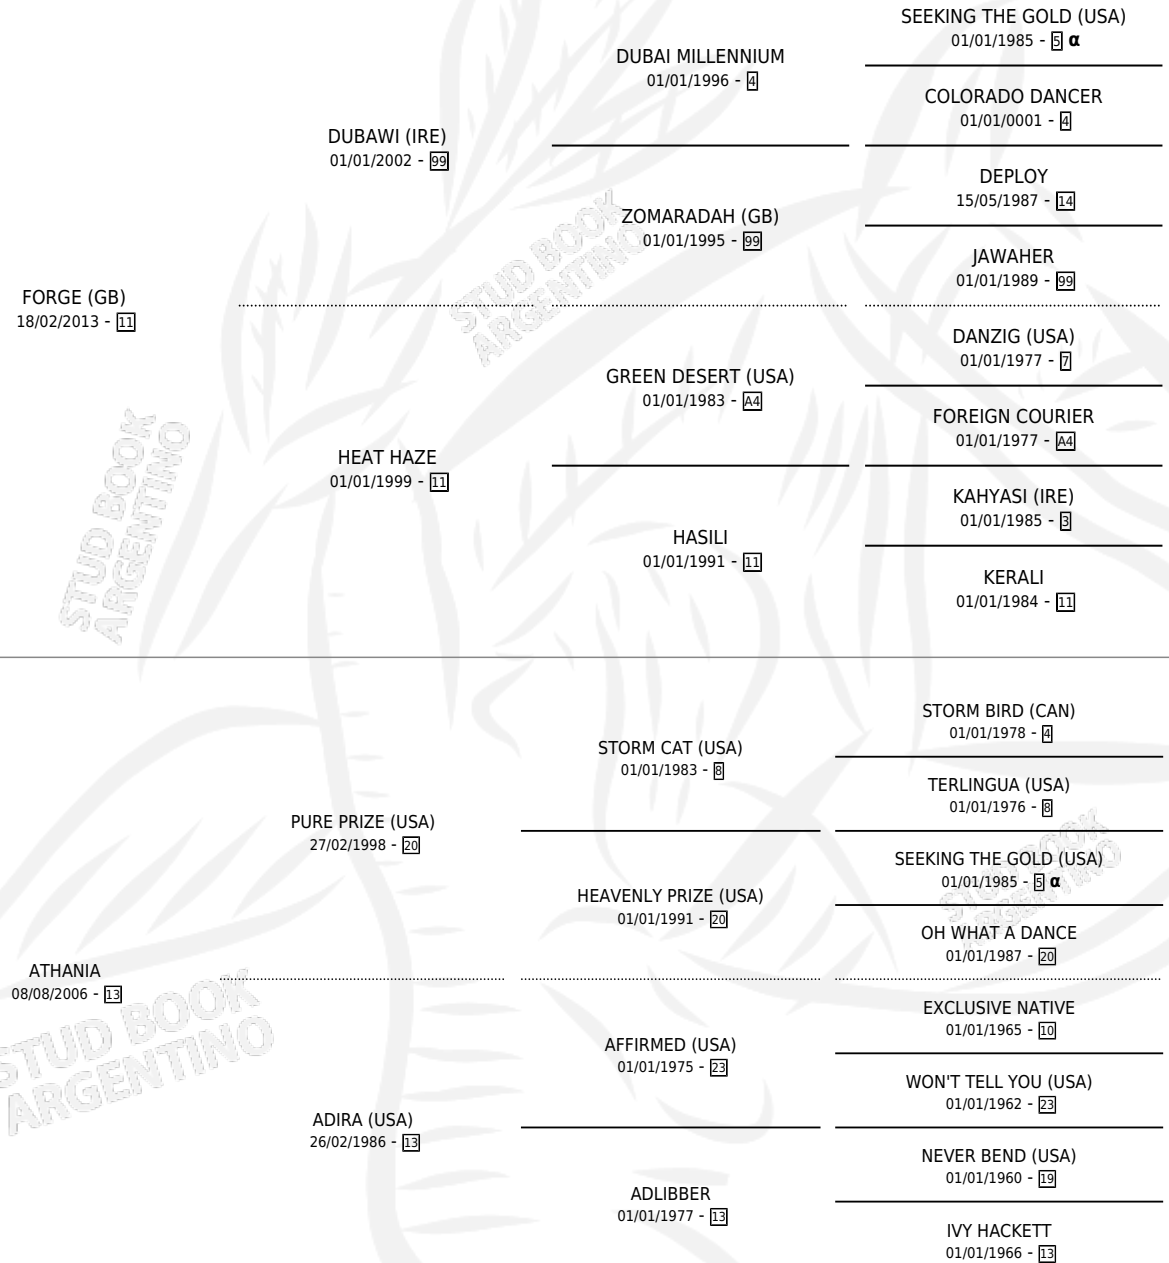 SEEKING THE GOLD (USA)
01/01/1985 - 5 α
DUBAI MILLENNIUM
01/01/1996 - 4
COLORADO DANCER
01/01/0001 - 4
DUBAWI (IRE)
01/01/2002 - 99
DEPLOY
15/05/1987 - 14
ZOMARADAH (GB)
01/01/1995 - 99
JAWAHER
01/01/1989 - 99
FORGE (GB)
18/02/2013 - 11
DANZIG (USA)
01/01/1977 - 7
GREEN DESERT (USA)
01/01/1983 - A4
FOREIGN COURIER
01/01/1977 - A4
HEAT HAZE
01/01/1999 - 11
KAHYASI (IRE)
01/01/1985 - 3
HASILI
01/01/1991 - 11
KERALI
01/01/1984 - 11
STORM BIRD (CAN)
01/01/1978 - 4
STORM CAT (USA)
01/01/1983 - 8
TERLINGUA (USA)
01/01/1976 - 8
PURE PRIZE (USA)
27/02/1998 - 20
SEEKING THE GOLD (USA)
01/01/1985 - 5 α
HEAVENLY PRIZE (USA)
01/01/1991 - 20
OH WHAT A DANCE
01/01/1987 - 20
ATHANIA
08/08/2006 - 13
EXCLUSIVE NATIVE
01/01/1965 - 10
AFFIRMED (USA)
01/01/1975 - 23
WON'T TELL YOU (USA)
01/01/1962 - 23
ADIRA (USA)
26/02/1986 - 13
NEVER BEND (USA)
01/01/1960 - 19
ADLIBBER
01/01/1977 - 13
IVY HACKETT
01/01/1966 - 13
STUD BOOK
ARGENTINO
STUD BOOK
ARGENTINO
STUD BOOK
ARGENTINO
STUD BOOK
ARGENTINO